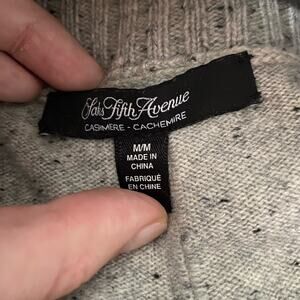 Saks Fifth Avenue
CASHMERE - CACHEMIRE
M/M
MADE IN
CHINA
FABRIQUÉ
EN CHINE